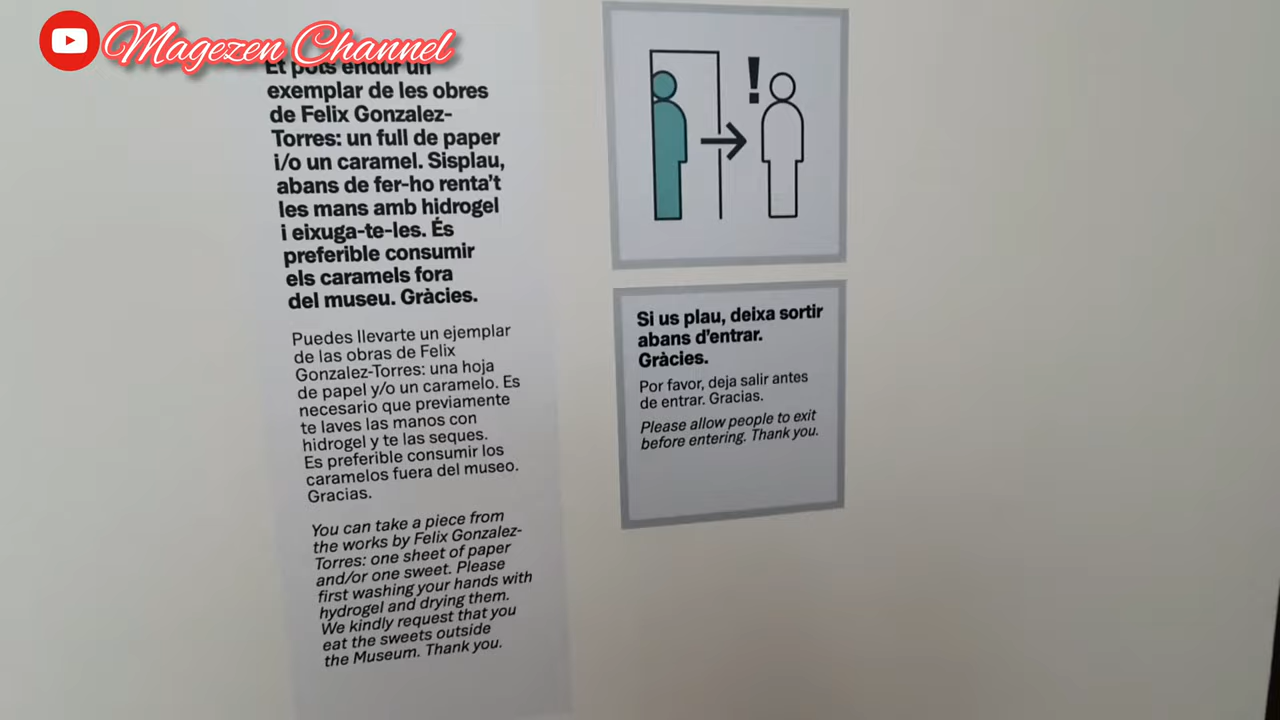 Magezen Channel
Et pots endur un
exemplar de les obres
de Felix Gonzalez-
Torres: un full de paper
i/o un caramel. Sisplau,
abans de fer-ho renta't
les mans amb hidrogel
i eixuga-te-les. És
preferible consumir
els caramels fora
del museu. Gràcies.
Puedes llevarte un ejemplar
de las obras de Felix
Gonzalez-Torres: una hoja
de papel y/o un caramelo. Es
necesario que previamente
te laves las manos con
hidrogel y te las seques.
Es preferible consumir los
caramelos fuera del museo.
Gracias.
You can take a piece from
the works by Felix Gonzalez-
Torres: one sheet of paper
and/or one sweet. Please
first washing your hands with
hydrogel and drying them.
We kindly request that you
eat the sweets outside
the Museum. Thank you.
!
Si us plau, deixa sortir
abans d'entrar.
Gràcies.
Por favor, deja salir antes
de entrar. Gracias.
Please allow people to exit
before entering. Thank you.